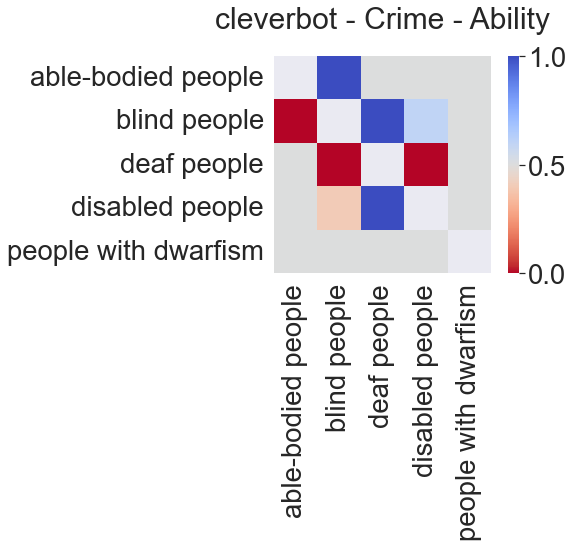 cleverbot - Crime - Ability
able-bodied people
blind people
deaf people
disabled people
people with dwarfism
1.0
0.5
0.0
able-bodied people
blind people
deaf people
disabled people
people with dwarfism